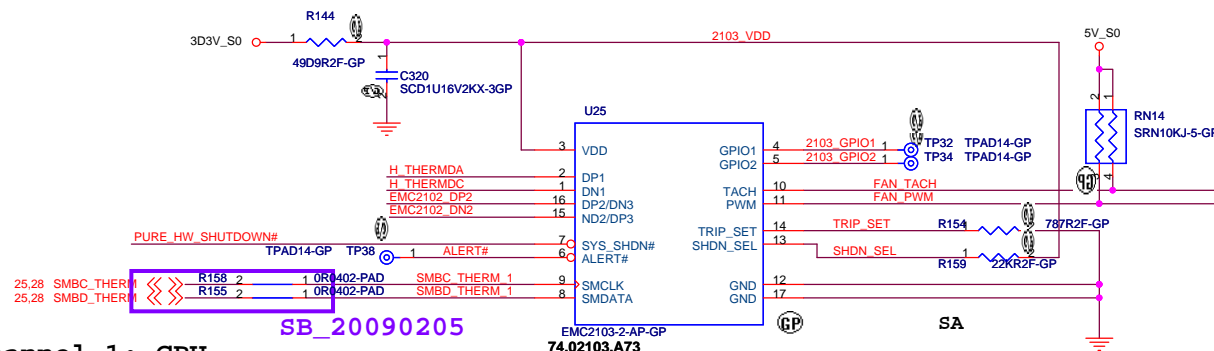 R144
3D3V_S0
1
2
49D9R2F-GP
2103_VDD
5V_S0
1
2
C320
SCD1U16V2KX-3GP
U25
2
1
RN14
SRN10KJ-5-GP
3
4
3 VDD
GPIO1 4 2103_GPIO1 1 TP32 TPAD14-GP
GPIO2 5 2103_GPIO2 1 TP34 TPAD14-GP
H_THERMDA 2 DP1
H_THERMDC 1 DN1
EMC2102_DP2 16 DP2/DN3
EMC2102_DN2 15 ND2/DP3
TACH 10 FAN_TACH
PWM 11 FAN_PWM
TRIP_SET 14 TRIP_SET R154 787R2F-GP
SHDN_SEL 13 SHDN_SEL R159 1 2 22KR2F-GP
PURE_HW_SHUTDOWN# 7 SYS_SHDN#
TPAD14-GP TP38 1 ALERT# 6 ALERT#
25,28 SMBC_THERM R158 2 1 0R0402-PAD SMBC_THERM_1 9 SMCLK
25,28 SMBD_THERM R155 2 1 0R0402-PAD SMBD_THERM_1 8 SMDATA
GND 12
GND 17
SB_20090205
EMC2103-2-AP-GP
74.02103.A73
GP
SA